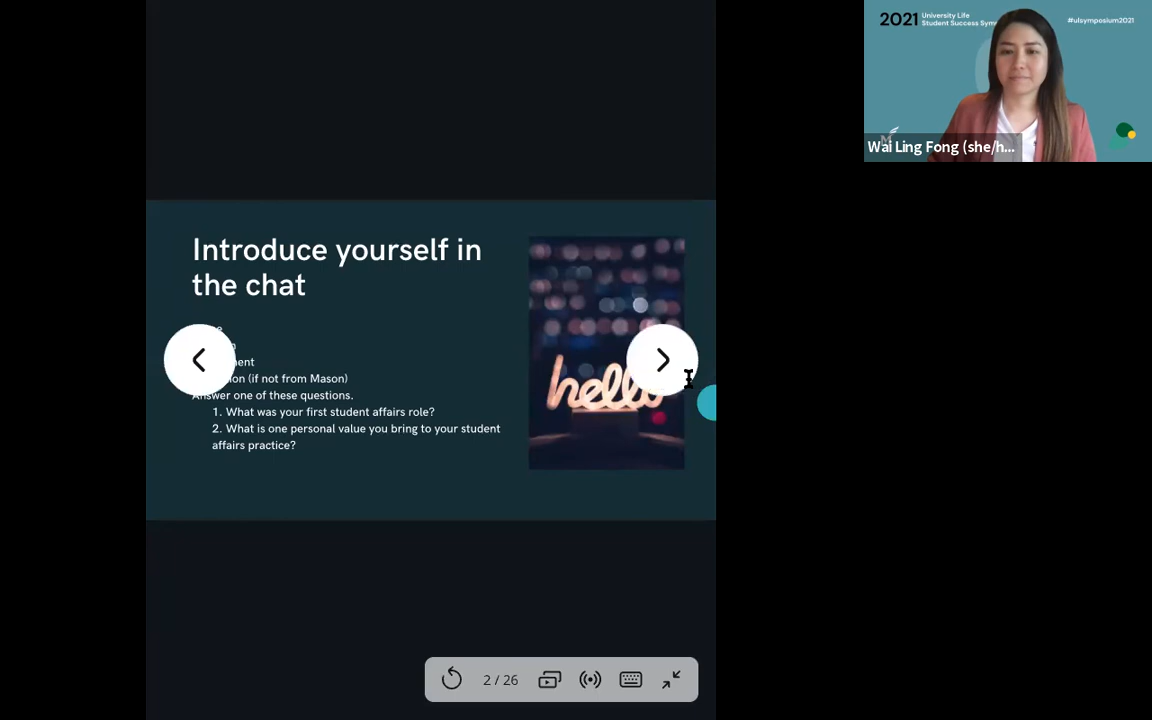 2021 University Life
Student Success Sym
#ulsymposium2021
Wai Ling Fong (she/h...
Introduce yourself in
the chat
(if not from Mason)
Answer one of these questions.
1. What was your first student affairs role?
2. What is one personal value you bring to your student
affairs practice?
hello
2 / 26